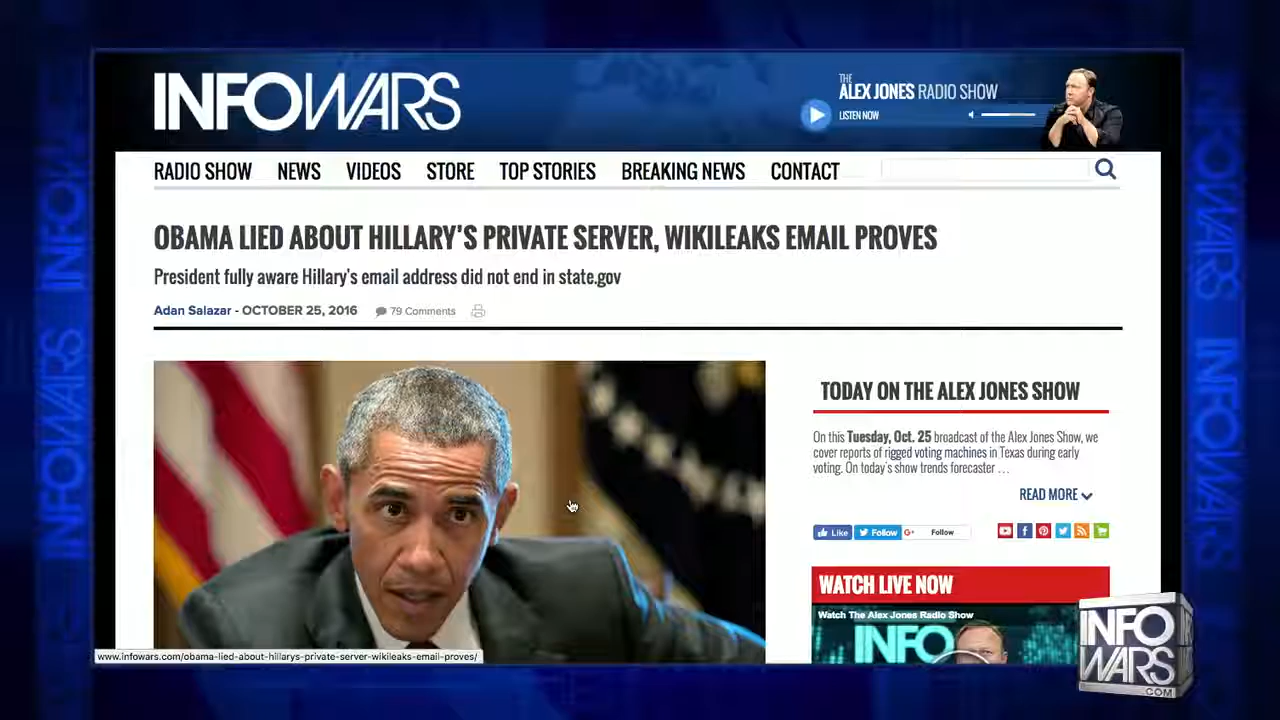 INFOWARS
THE
ALEX JONES RADIO SHOW
LISTEN NOW
RADIO SHOW NEWS VIDEOS STORE TOP STORIES BREAKING NEWS CONTACT
OBAMA LIED ABOUT HILLARY'S PRIVATE SERVER, WIKILEAKS EMAIL PROVES
President fully aware Hillary's email address did not end in state.gov
Adan Salazar - OCTOBER 25, 2016 79 Comments
TODAY ON THE ALEX JONES SHOW
On this Tuesday, Oct. 25 broadcast of the Alex Jones Show, we
cover reports of rigged voting machines in Texas during early
voting. On today's show trends forecaster …
READ MORE
Like Follow G+ Follow
WATCH LIVE NOW
Watch The Alex Jones Radio Show
INFO
www.infowars.com/obama-lied-about-hillarys-private-server-wikileaks-email-proves/
INFO
WARS
.COM
INFOWARS
INFOWARS
INFOWARS
INFOWARS